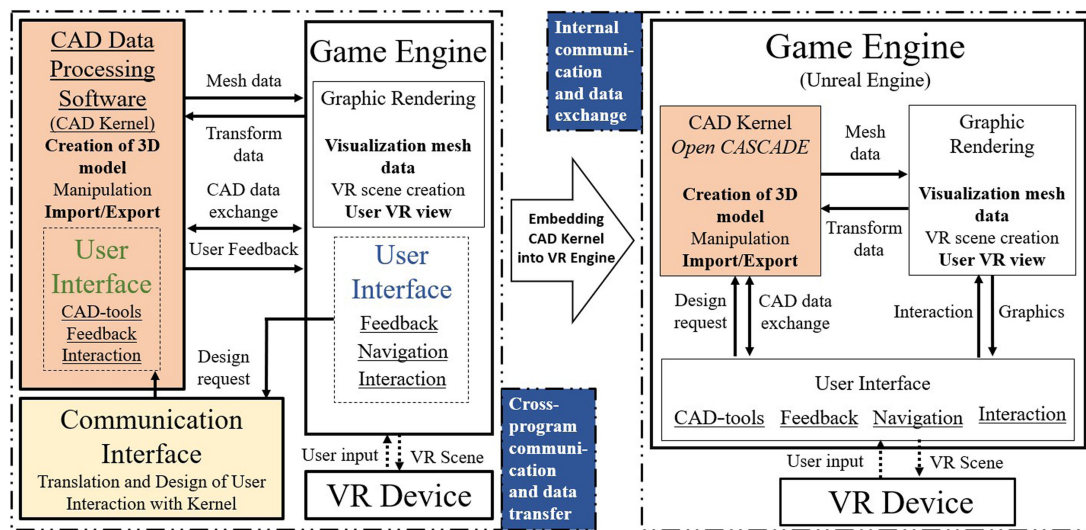 CAD Data
Processing
Software
(CAD Kernel)
Creation of 3D
model
Manipulation
Import/Export
User
Interface
CAD-tools
Feedback
Interaction
Mesh data
Transform
data
CAD data
exchange
User Feedback
Design
request
Communication
Interface
Translation and Design of User
Interaction with Kernel
Game Engine
Graphic Rendering
Visualization mesh
data
VR scene creation
User VR view
User
Interface
Feedback
Navigation
Interaction
User input
VR Scene
VR Device
Cross-
program
communi-
cation
and data
transfer
Internal
communi-
cation
and data
exchange
Embedding
CAD Kernel
into VR Engine
Game Engine
(Unreal Engine)
CAD Kernel
Open CASCADE
Creation of 3D
model
Manipulation
Import/Export
Mesh
data
Transform
data
Graphic
Rendering
Visualization mesh
data
VR scene creation
User VR view
Design
request
CAD data
exchange
Interaction
Graphics
User Interface
CAD-tools Feedback Navigation Interaction
User input
VR Scene
VR Device